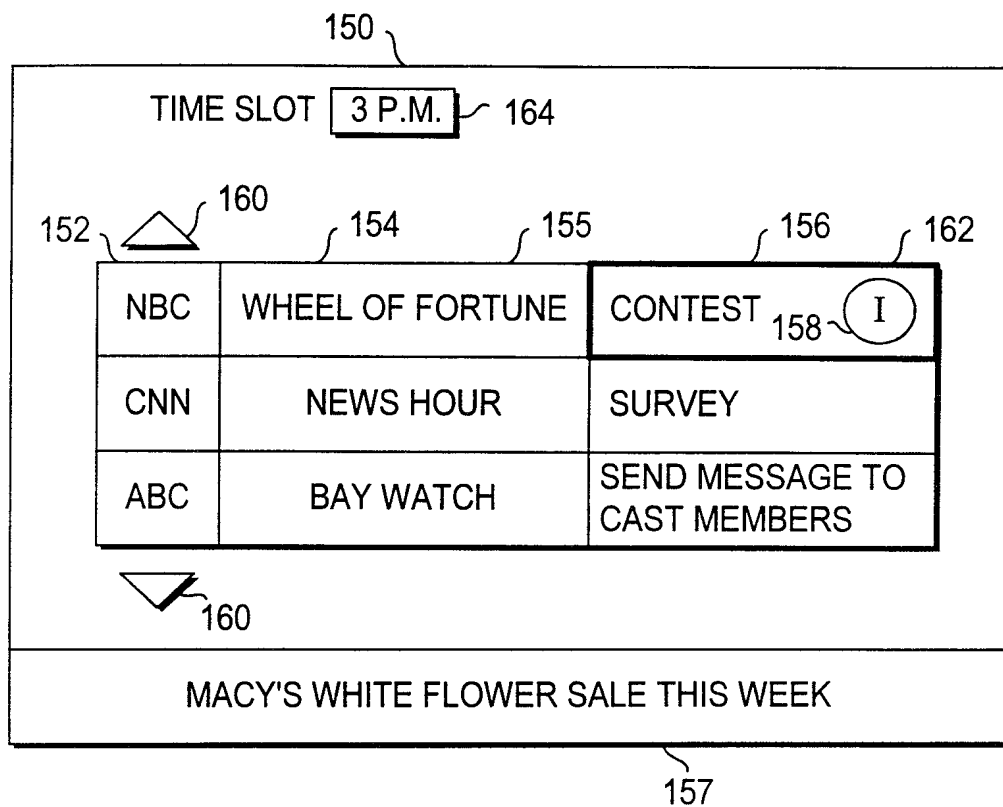 150
TIME SLOT 3 P.M. 164
160
152 154 155 156 162
NBC WHEEL OF FORTUNE CONTEST 158 I
CNN NEWS HOUR SURVEY
ABC BAY WATCH SEND MESSAGE TO
CAST MEMBERS
160
MACY'S WHITE FLOWER SALE THIS WEEK
157